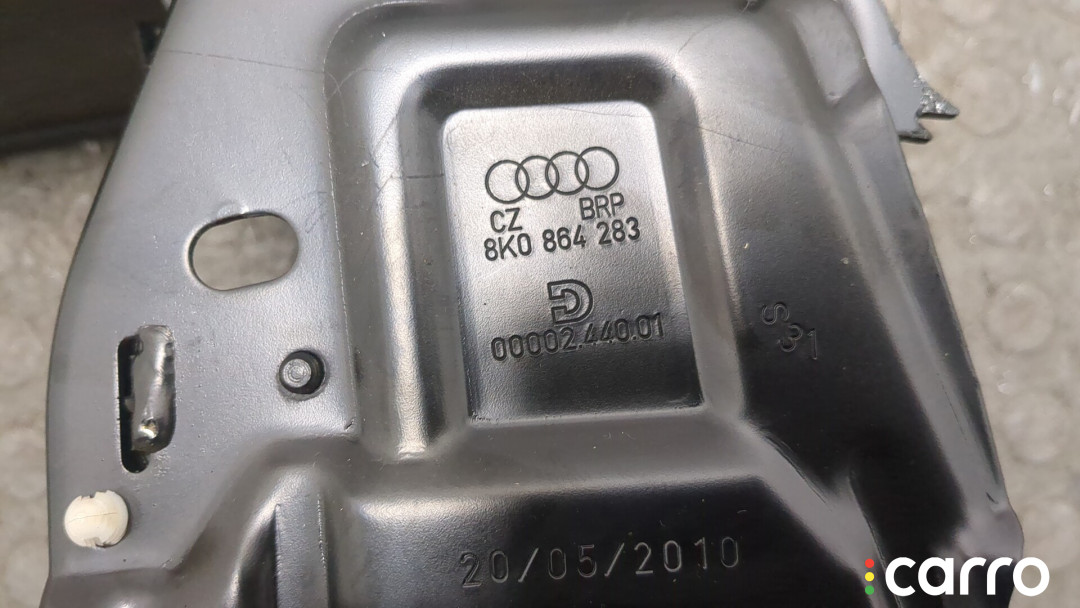 CZ BRP
8K0 864 283
D
00002.440.01
S31
20/05/2010
carro